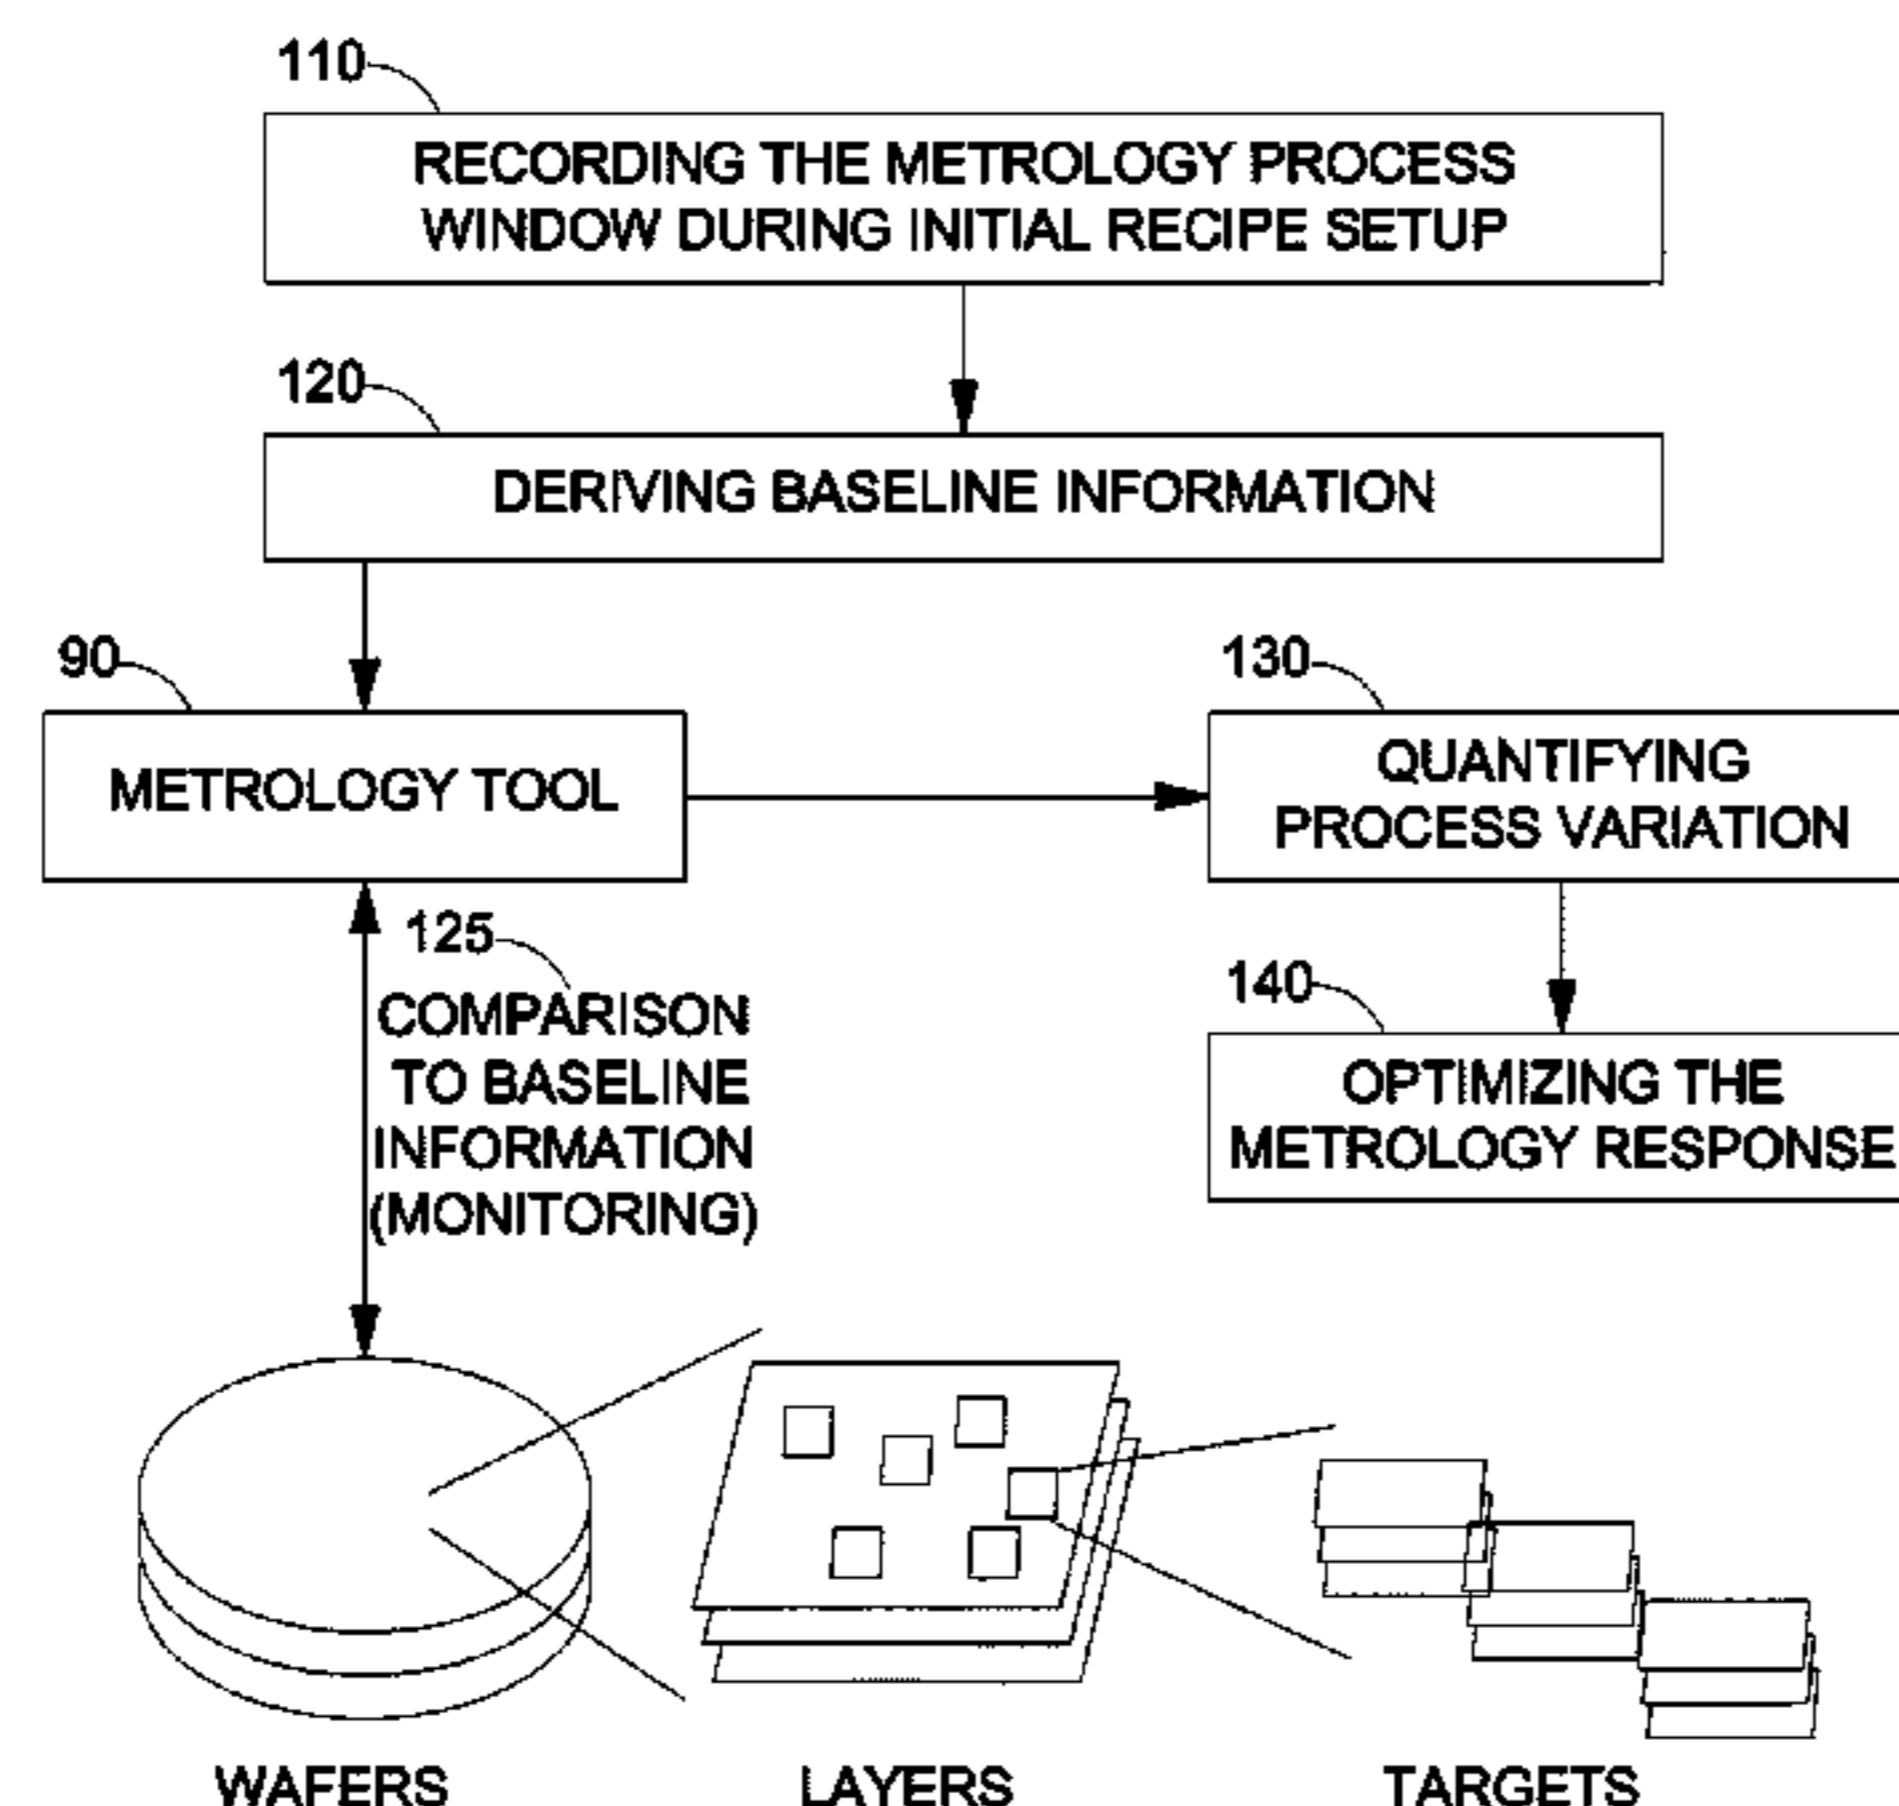 110
RECORDING THE METROLOGY PROCESS
WINDOW DURING INITIAL RECIPE SETUP
120
DERIVING BASELINE INFORMATION
90
METROLOGY TOOL
130
QUANTIFYING
PROCESS VARIATION
125
COMPARISON
TO BASELINE
INFORMATION
(MONITORING)
140
OPTIMIZING THE
METROLOGY RESPONSE
WAFERS
LAYERS
TARGETS